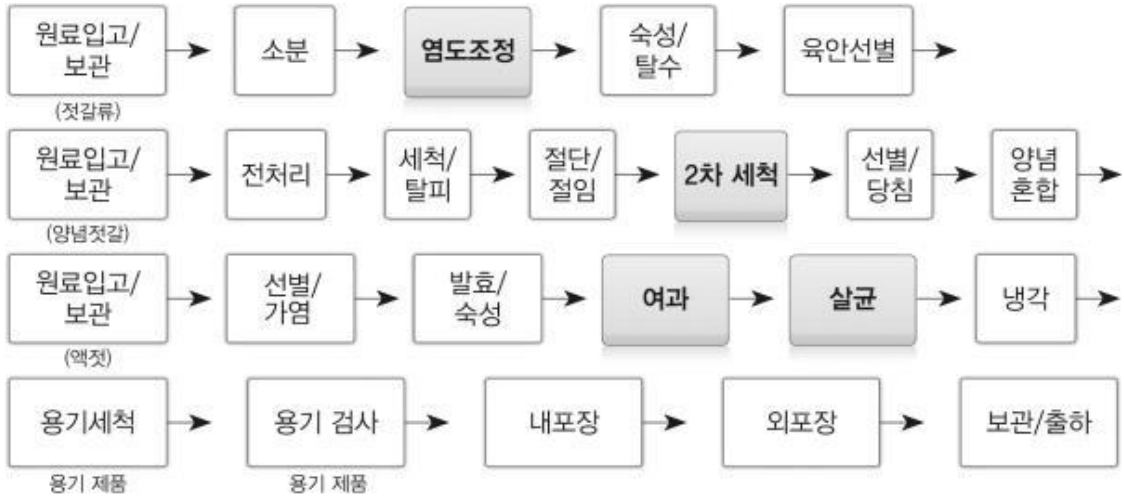 원료입고/
보관
(젓갈류)
소분
염도조정
숙성/
탈수
육안선별
원료입고/
보관
(양념젓갈)
전처리
세척/
탈피
절단/
절임
2차 세척
선별/
당침
양념
혼합
원료입고/
보관
(액젓)
선별/
가염
발효/
숙성
여과
살균
냉각
용기세척
용기 제품
용기 검사
용기 제품
내포장
외포장
보관/출하